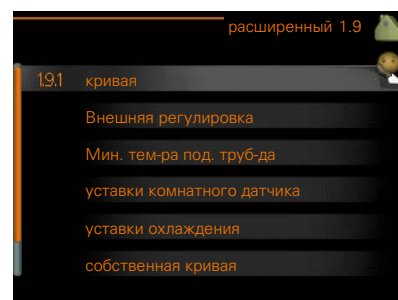 расширенный 1.9
1.9.1 кривая
Внешняя регулировка
Мин. тем-ра под. труб-да
уставки комнатного датчика
уставки охлаждения
собственная кривая